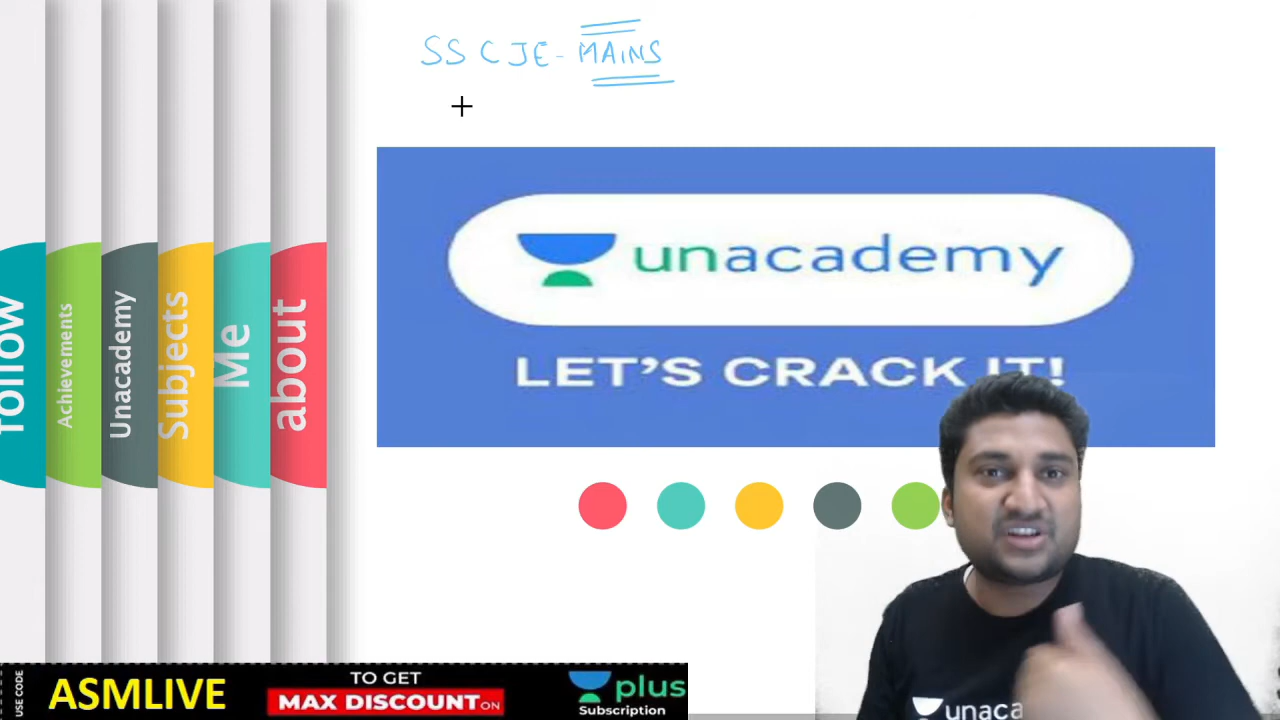 SSC JE - MAINS
unacademy
LET'S CRACK IT!
follow
Achievements
Unacademy
Subjects
Me
about
USE CODE
ASMLIVE
TO GET
MAX DISCOUNT ON
plus
Subscription
unaca